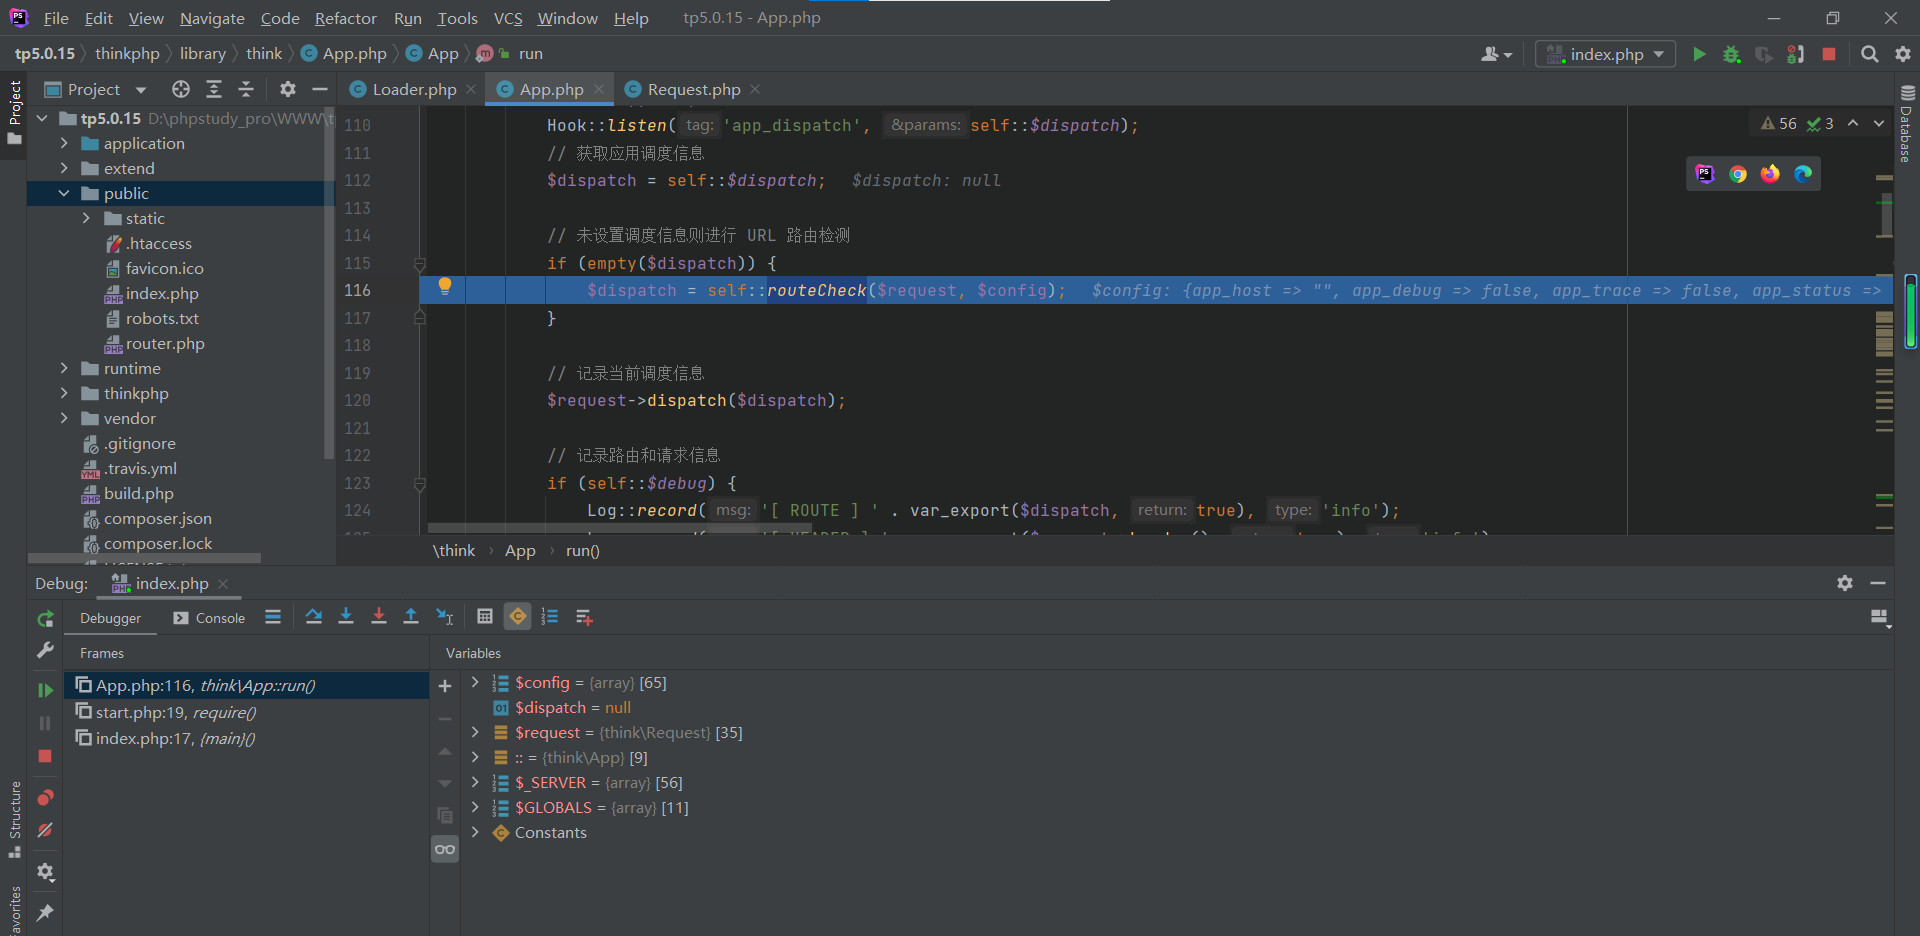 File Edit View Navigate Code Refactor Run Tools VCS Window Help tp5.0.15 - App.php
tp5.0.15 thinkphp library think App.php App run
index.php
Project
Project
Loader.php App.php Request.php
tp5.0.15 D:\phpstudy_pro\WWW\t
application
extend
public
static
.htaccess
favicon.ico
index.php
robots.txt
router.php
runtime
thinkphp
vendor
.gitignore
.travis.yml
build.php
composer.json
composer.lock
110 Hook::listen( tag: 'app_dispatch', &params: self::$dispatch);
111 // 获取应用调度信息
112 $dispatch = self::$dispatch; $dispatch: null
113
114 // 未设置调度信息则进行 URL 路由检测
115 if (empty($dispatch)) {
116 $dispatch = self::routeCheck($request, $config); $config: {app_host => "", app_debug => false, app_trace => false, app_status =>
117 }
118
119 // 记录当前调度信息
120 $request->dispatch($dispatch);
121
122 // 记录路由和请求信息
123 if (self::$debug) {
124 Log::record( msg: '[ ROUTE ] ' . var_export($dispatch, return: true), type: 'info');
56 3
Database
\think App run()
Debug: index.php
Debugger Console
Frames
App.php:116, think\App::run()
start.php:19, require()
index.php:17, {main}()
Variables
$config = {array} [65]
$dispatch = null
$request = {think\Request} [35]
:: = {think\App} [9]
$_SERVER = {array} [56]
$GLOBALS = {array} [11]
Constants
Structure
avorites